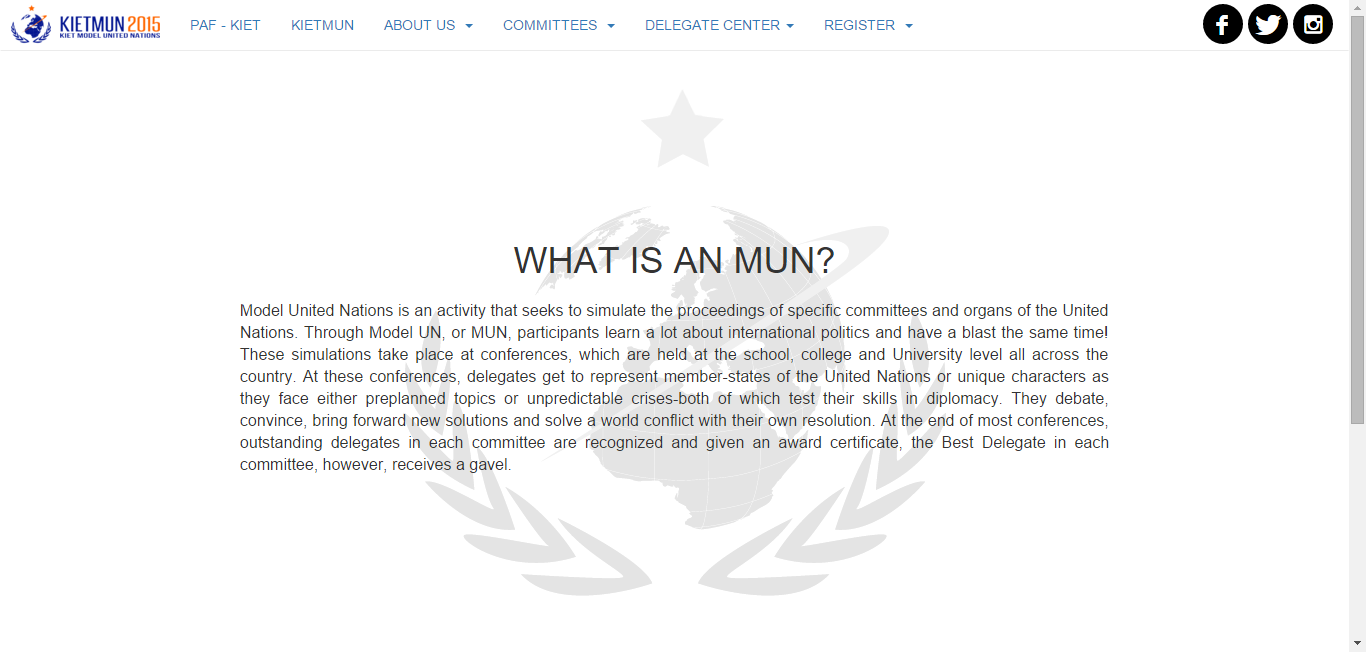 KIETMUN 2015
KIET MODEL UNITED NATIONS
PAF - KIET
KIETMUN
ABOUT US
COMMITTEES
DELEGATE CENTER
REGISTER
WHAT IS AN MUN?
Model United Nations is an activity that seeks to simulate the proceedings of specific committees and organs of the United
Nations. Through Model UN, or MUN, participants learn a lot about international politics and have a blast the same time!
These simulations take place at conferences, which are held at the school, college and University level all across the
country. At these conferences, delegates get to represent member-states of the United Nations or unique characters as
they face either preplanned topics or unpredictable crises-both of which test their skills in diplomacy. They debate,
convince, bring forward new solutions and solve a world conflict with their own resolution. At the end of most conferences,
outstanding delegates in each committee are recognized and given an award certificate, the Best Delegate in each
committee, however, receives a gavel.